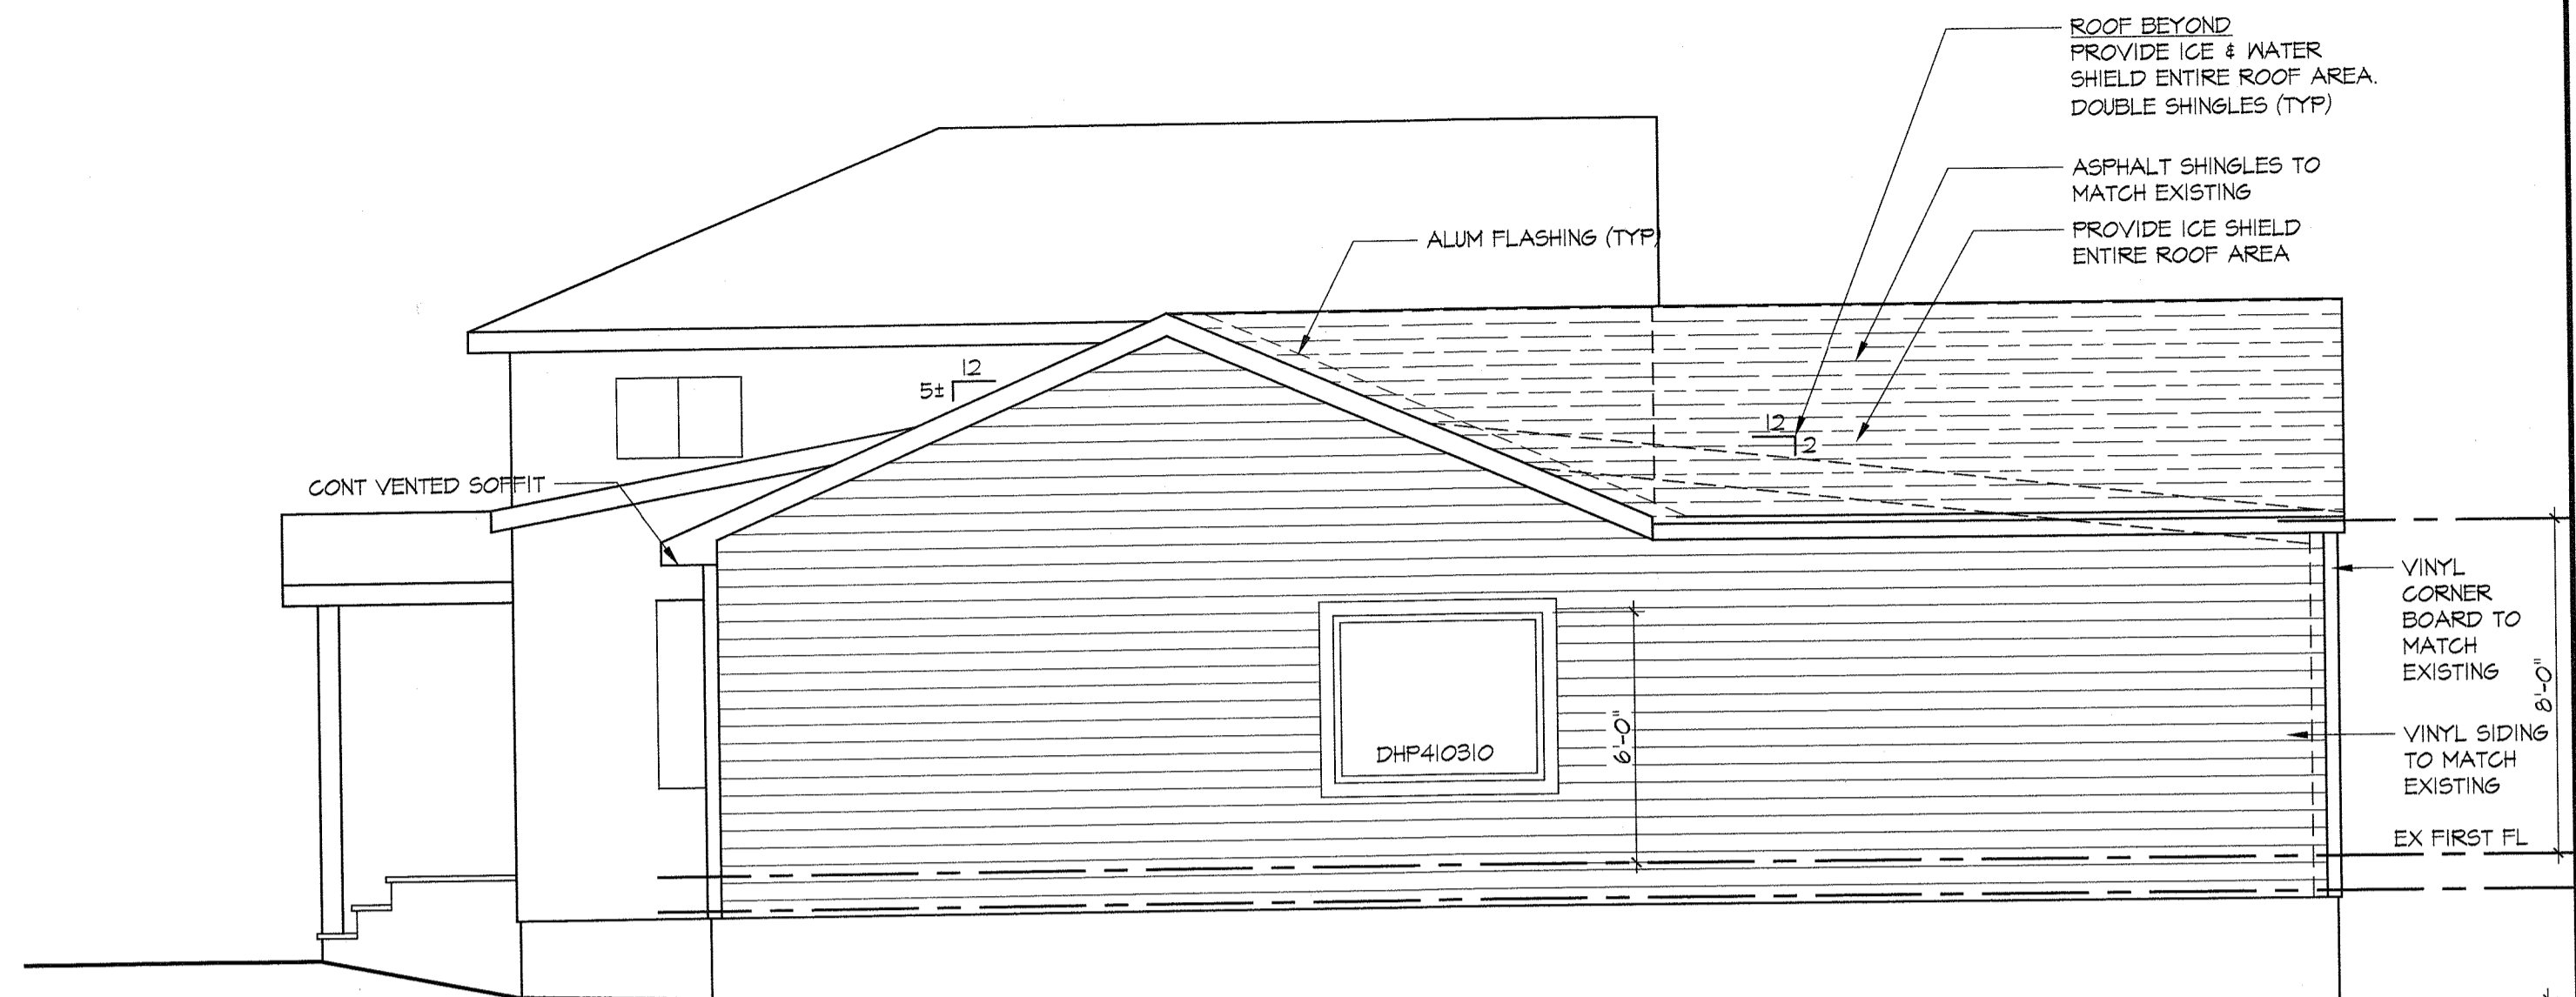 ROOF BEYOND
PROVIDE ICE & WATER
SHIELD ENTIRE ROOF AREA.
DOUBLE SHINGLES (TYP)
ASPHALT SHINGLES TO
MATCH EXISTING
PROVIDE ICE SHIELD
ENTIRE ROOF AREA
ALUM FLASHING (TYP)
12
5±
12
2
CONT VENTED SOFFIT
VINYL
CORNER
BOARD TO
MATCH
EXISTING
8'-0"
6'-0"
DHP410310
VINYL SIDING
TO MATCH
EXISTING
EX FIRST FL